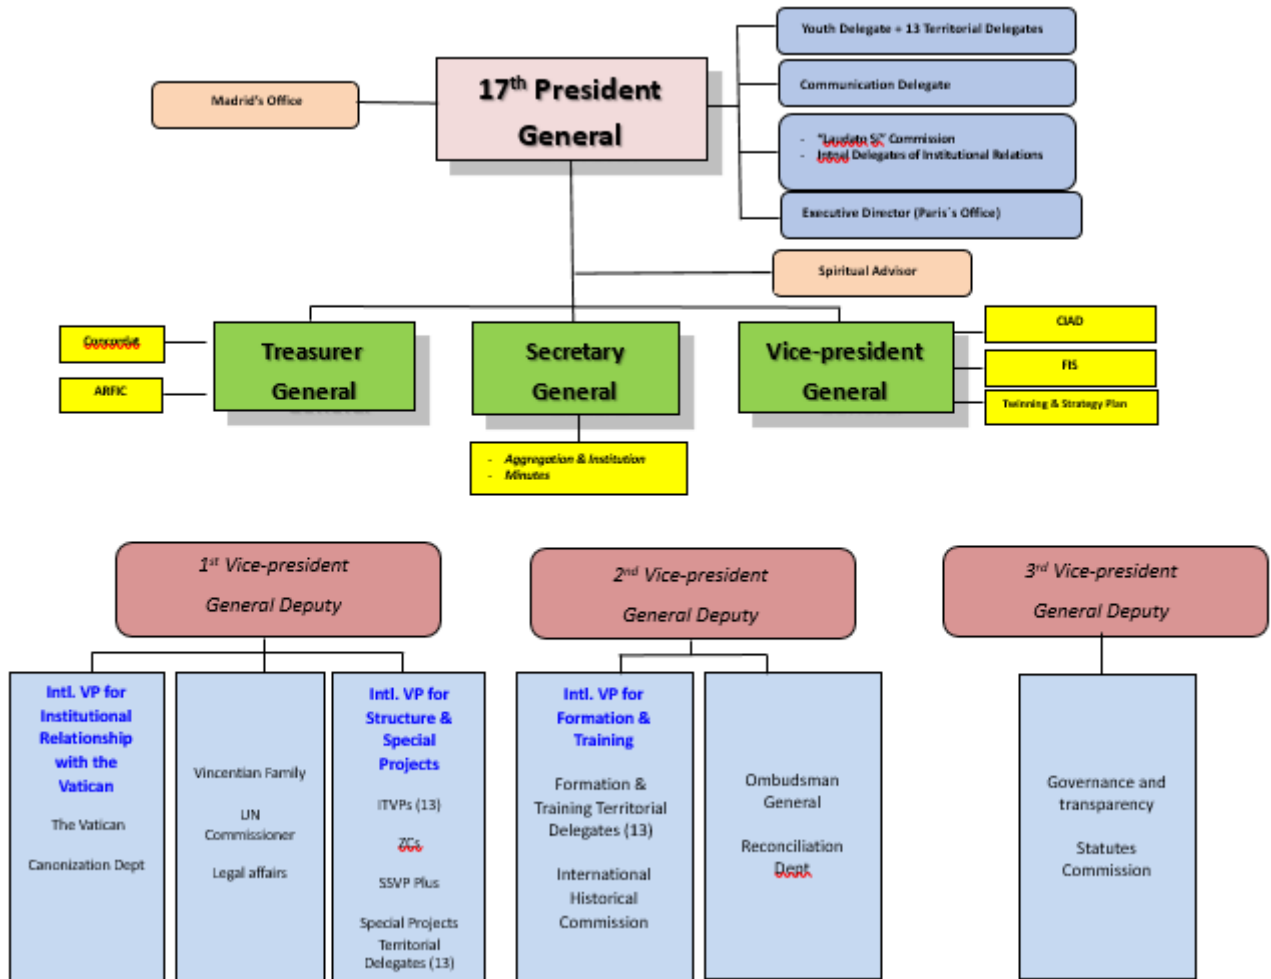 Youth Delegate + 13 Territorial Delegates
17th President
General
Madrid's Office
Communication Delegate
- "Laudato Si" Commission
- Intnal Delegates of Institutional Relations
Executive Director (Paris´s Office)
Spiritual Advisor
Concordat
ARFIC
Treasurer
General
Secretary
General
Vice-president
General
CIAD
FIS
Twinning & Strategy Plan
- Aggregation & Institution
- Minutes
1st Vice-president
General Deputy
2nd Vice-president
General Deputy
3rd Vice-president
General Deputy
Intl. VP for
Institutional
Relationship
with the
Vatican
The Vatican
Canonization Dept
Vincentian Family
UN
Commissioner
Legal affairs
Intl. VP for
Structure &
Special
Projects
ITVPs (13)
ZCs
SSVP Plus
Special Projects
Territorial
Delegates (13)
Intl. VP for
Formation &
Training
Formation &
Training Territorial
Delegates (13)
International
Historical
Commission
Ombudsman
General
Reconciliation
Dept
Governance and
transparency
Statutes
Commission